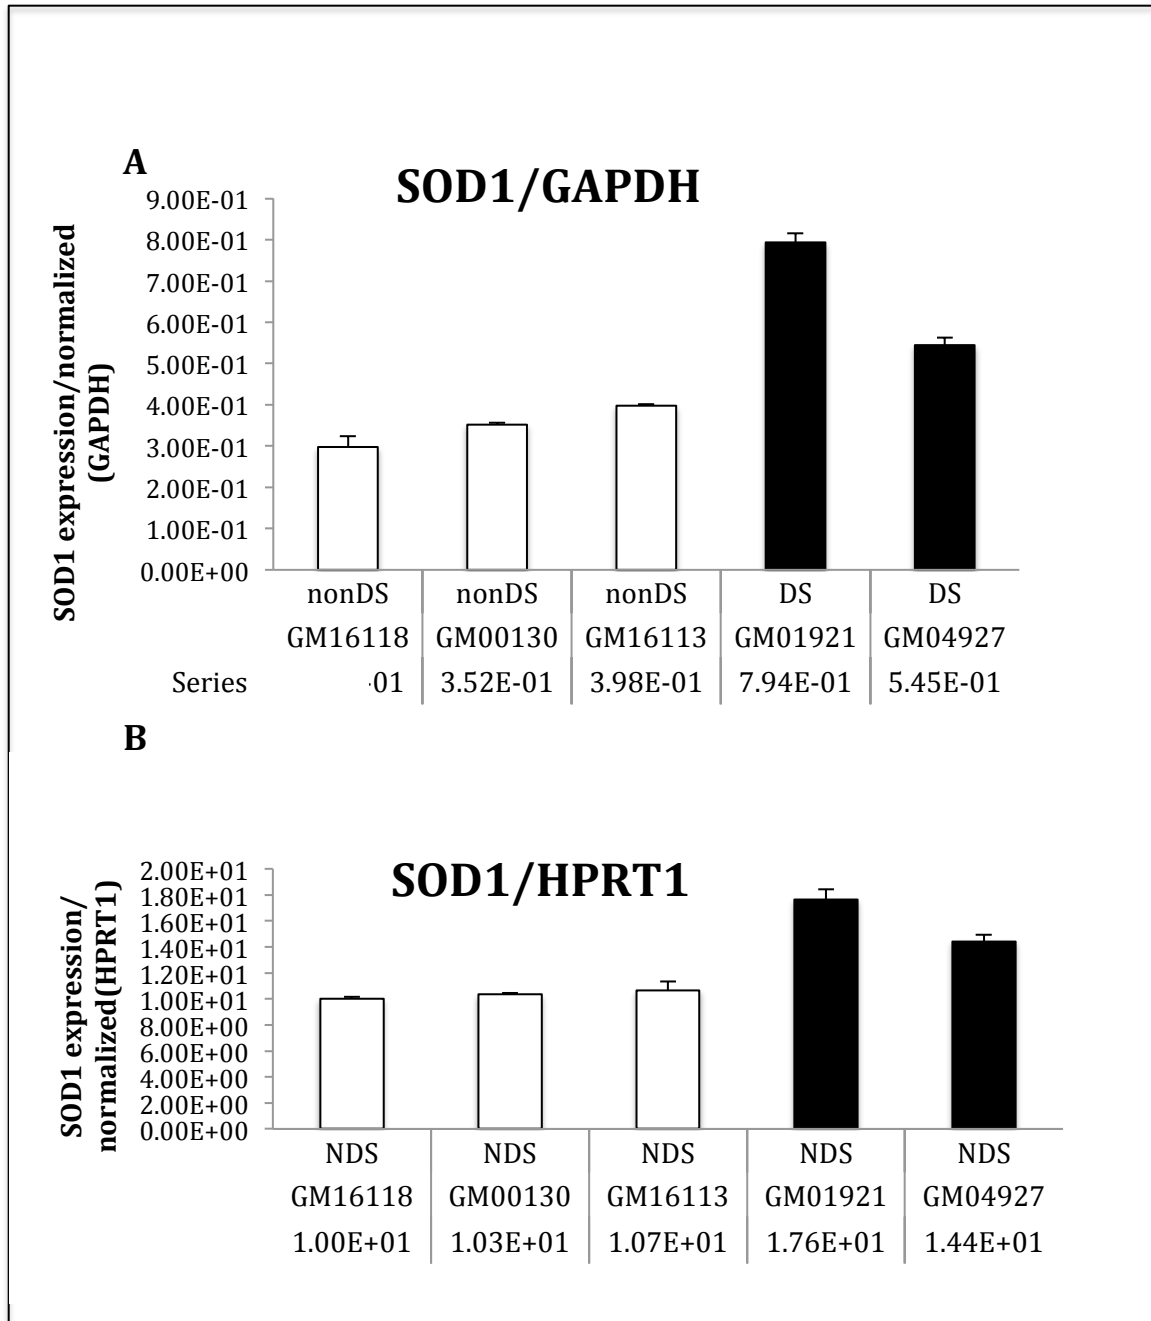 A
SOD1/GAPDH
SOD1 expression/normalized
(GAPDH)
9.00E-01
8.00E-01
7.00E-01
6.00E-01
5.00E-01
4.00E-01
3.00E-01
2.00E-01
1.00E-01
0.00E+00
nonDS nonDS nonDS DS DS
GM16118 GM00130 GM16113 GM01921 GM04927
Series -01 3.52E-01 3.98E-01 7.94E-01 5.45E-01
B
SOD1/HPRT1
SOD1 expression/
normalized(HPRT1)
2.00E+01
1.80E+01
1.60E+01
1.40E+01
1.20E+01
1.00E+01
8.00E+00
6.00E+00
4.00E+00
2.00E+00
0.00E+00
NDS NDS NDS NDS NDS
GM16118 GM00130 GM16113 GM01921 GM04927
1.00E+01 1.03E+01 1.07E+01 1.76E+01 1.44E+01